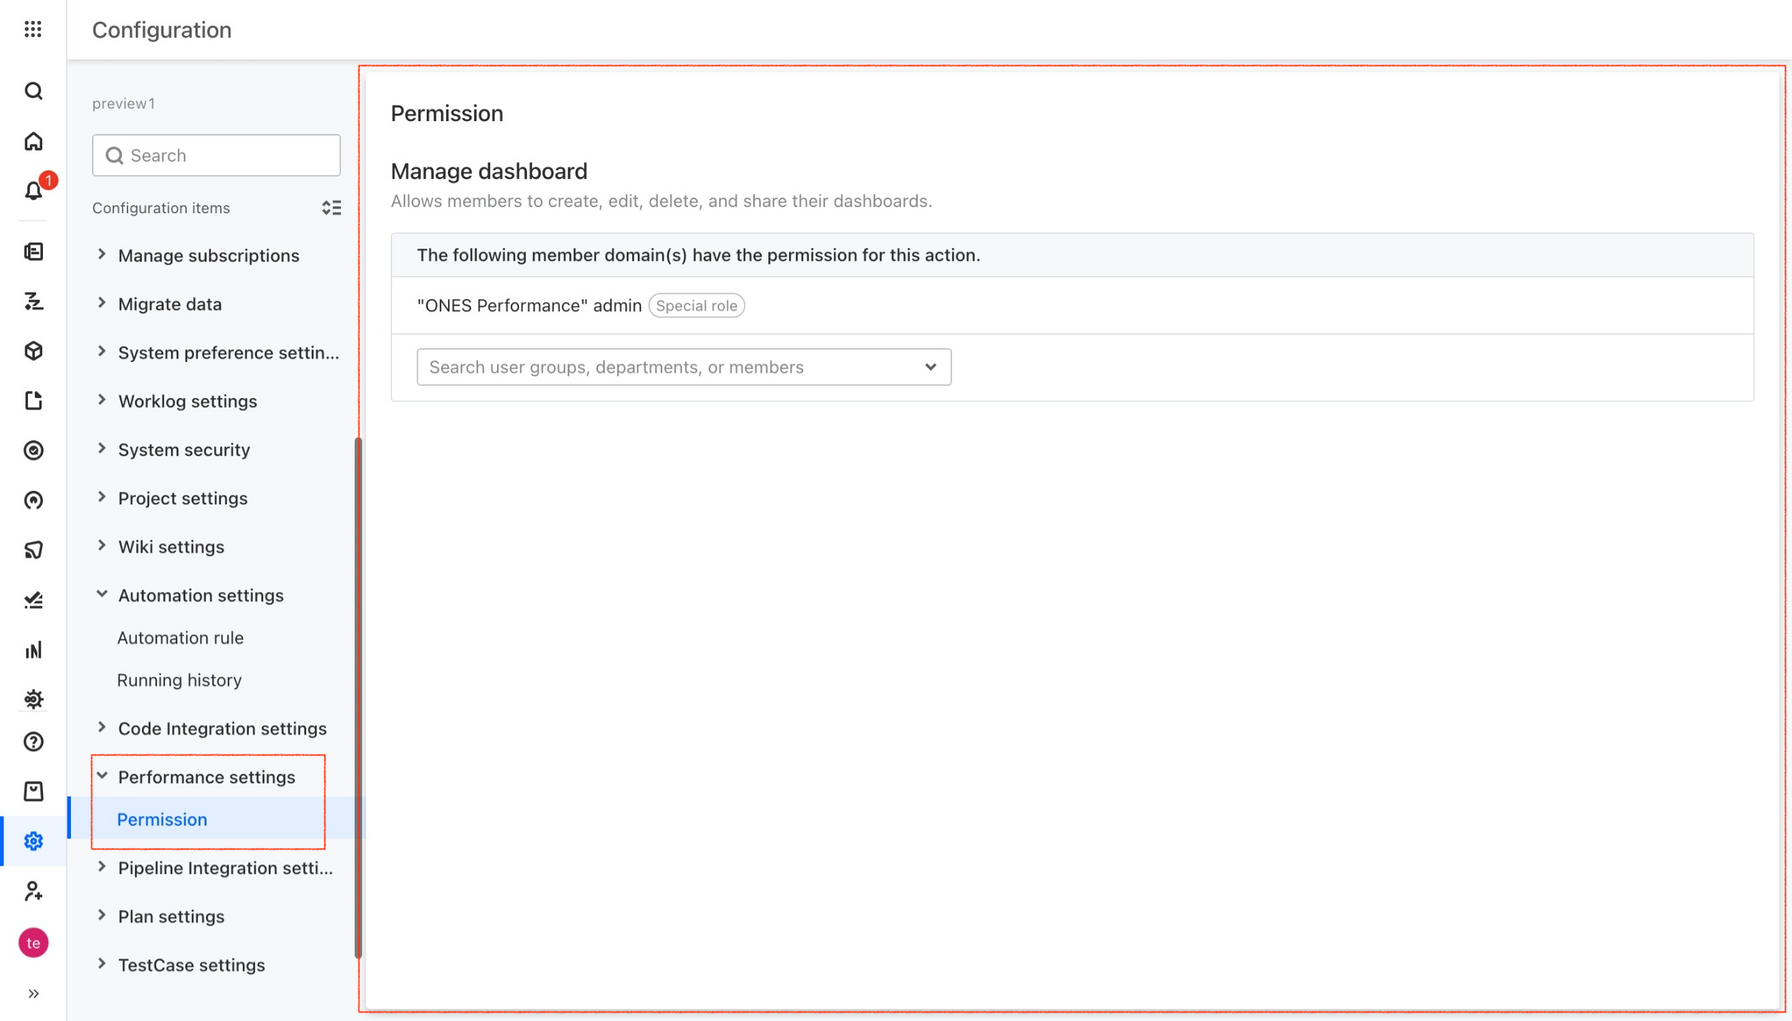 Configuration
preview1
Search
1
Configuration items
Manage subscriptions
Migrate data
System preference settin...
Worklog settings
System security
Project settings
Wiki settings
Automation settings
Automation rule
Running history
Code Integration settings
Performance settings
Permission
Pipeline Integration setti...
Plan settings
TestCase settings
te
Permission
Manage dashboard
Allows members to create, edit, delete, and share their dashboards.
The following member domain(s) have the permission for this action.
"ONES Performance" admin Special role
Search user groups, departments, or members